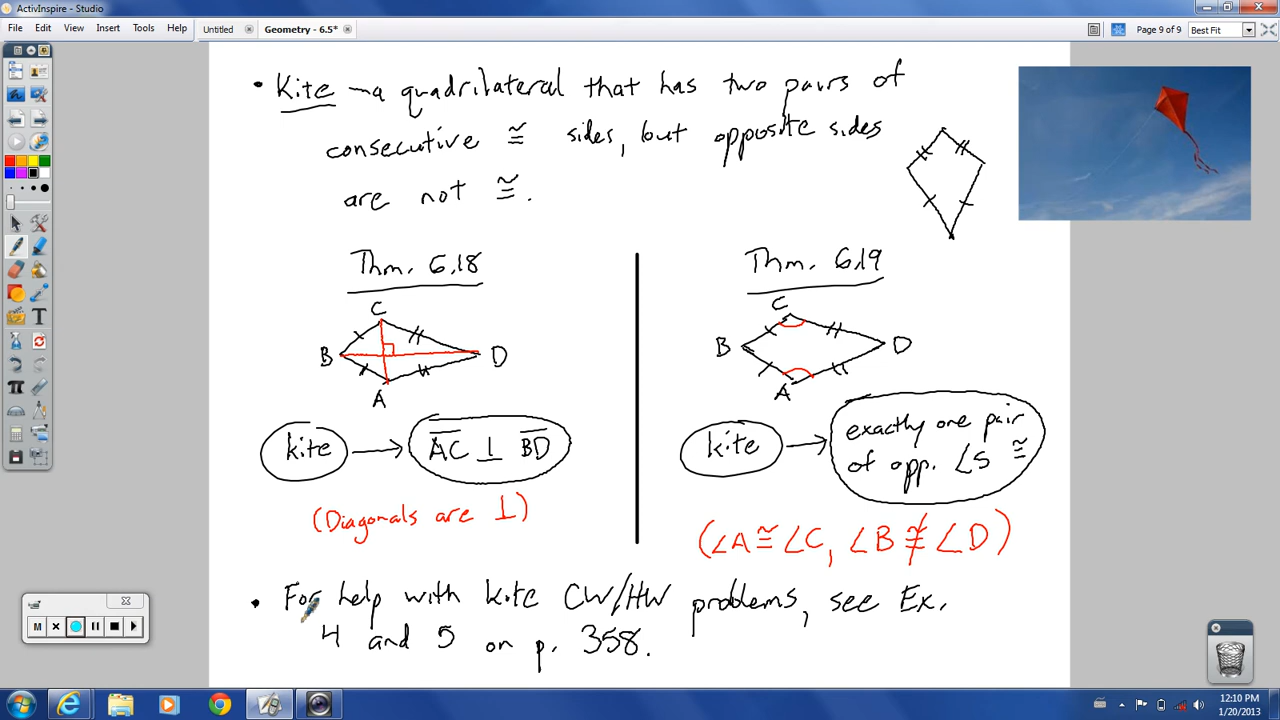 ActivInspire - Studio
File Edit View Insert Tools Help
Untitled
Geometry - 6.5*
Page 9 of 9
Best Fit
• Kite - a quadrilateral that has two pairs of
consecutive ≅ sides, but opposite sides
are not ≅.
Thm. 6.18
C
B
D
A
kite → AC ⊥ BD
(Diagonals are ⊥)
Thm. 6.19
C
B
D
A
kite → exactly one pair
of opp. ∠s ≅
(∠A ≅ ∠C, ∠B ≇ ∠D)
• For help with kite CW/HW problems, see Ex.
4 and 5 on p. 358.
12:10 PM
1/20/2013